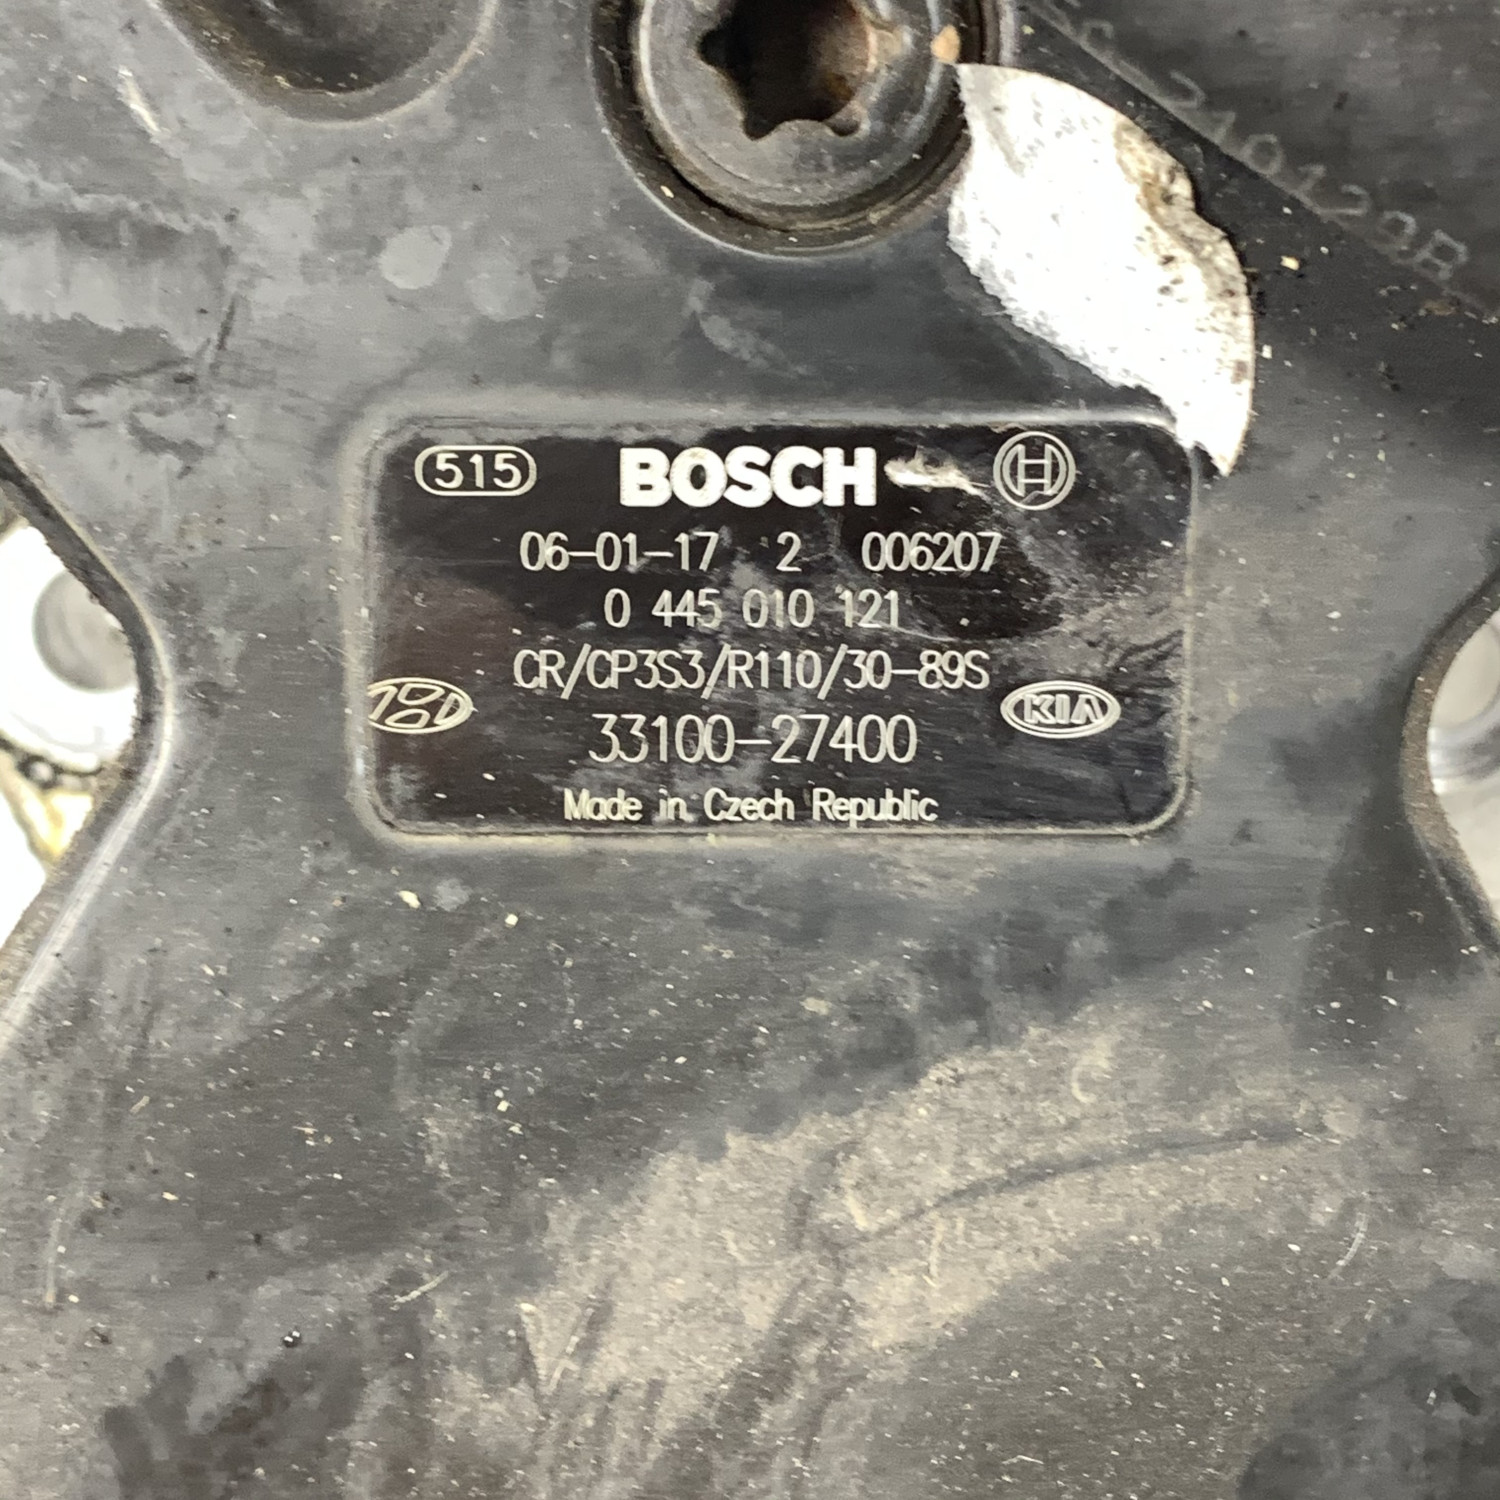 515 BOSCH
06-01-17 2 006207
0 445 010 121
CR/CP3S3/R110/30-89S
KIA
33100-27400
Made in Czech Republic